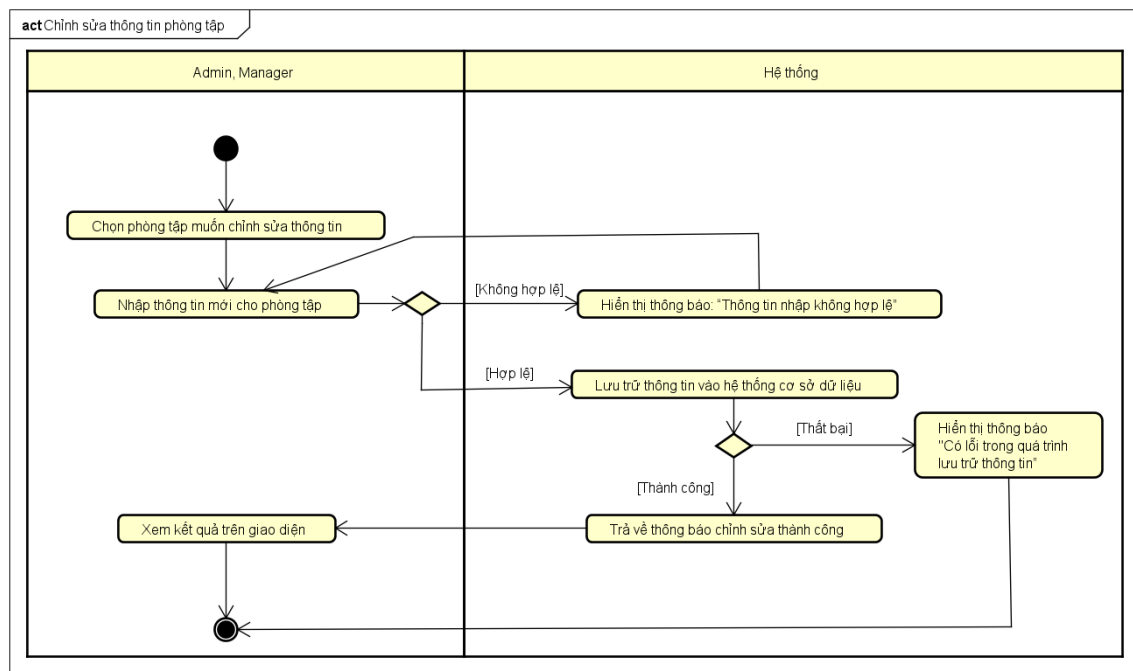 act Chỉnh sửa thông tin phòng tập
Admin, Manager
Hệ thống
Chọn phòng tập muốn chỉnh sửa thông tin
Nhập thông tin mới cho phòng tập
[Không hợp lệ]
Hiển thị thông báo: "Thông tin nhập không hợp lệ"
[Hợp lệ]
Lưu trữ thông tin vào hệ thống cơ sở dữ liệu
[Thất bại]
Hiển thị thông báo
"Có lỗi trong quá trình
lưu trữ thông tin"
[Thành công]
Xem kết quả trên giao diện
Trả về thông báo chỉnh sửa thành công